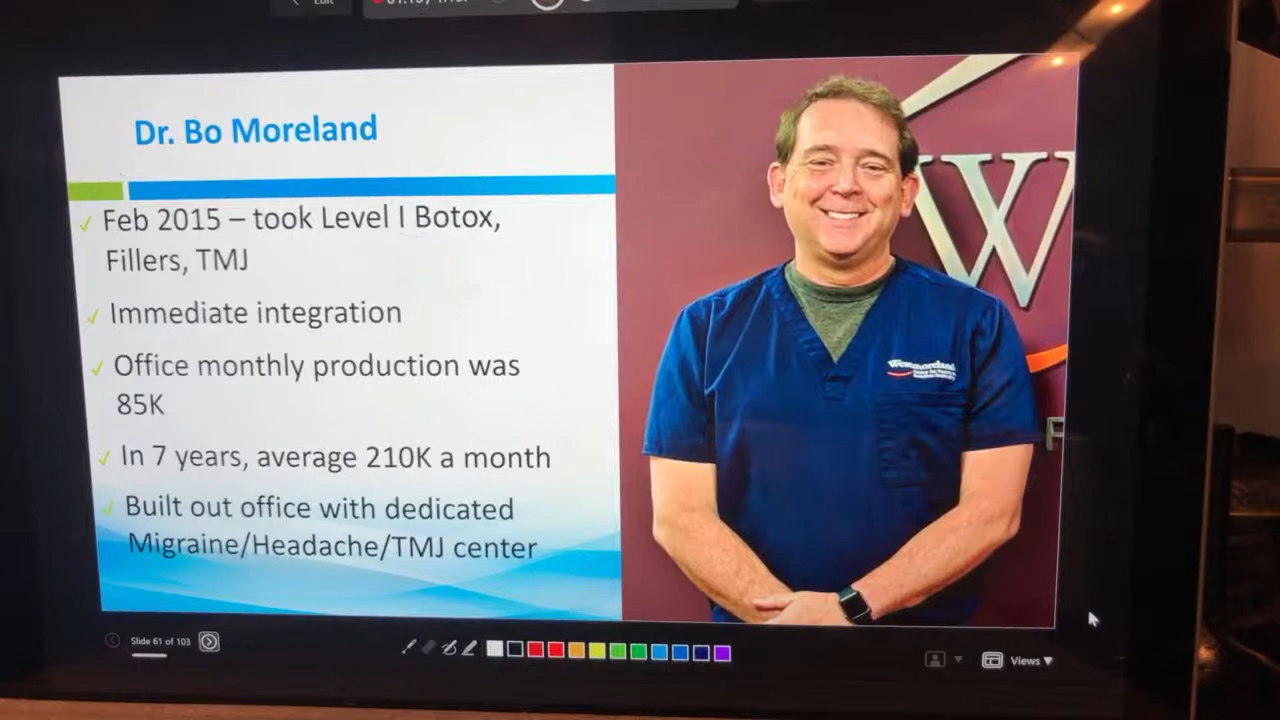 Edit
Dr. Bo Moreland
✓ Feb 2015 – took Level I Botox,
Fillers, TMJ
✓ Immediate integration
✓ Office monthly production was
85K
✓ In 7 years, average 210K a month
✓ Built out office with dedicated
Migraine/Headache/TMJ center
W
Westmoreland
F
Slide 61 of 103
Views